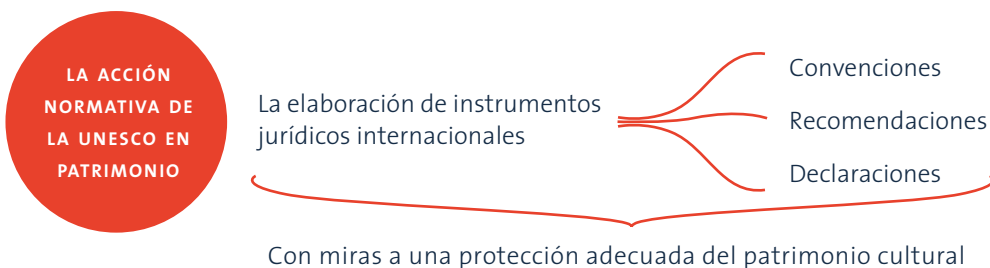 LA ACCIÓN
NORMATIVA DE
LA UNESCO EN
PATRIMONIO
La elaboración de instrumentos
jurídicos internacionales
Convenciones
Recomendaciones
Declaraciones
Con miras a una protección adecuada del patrimonio cultural